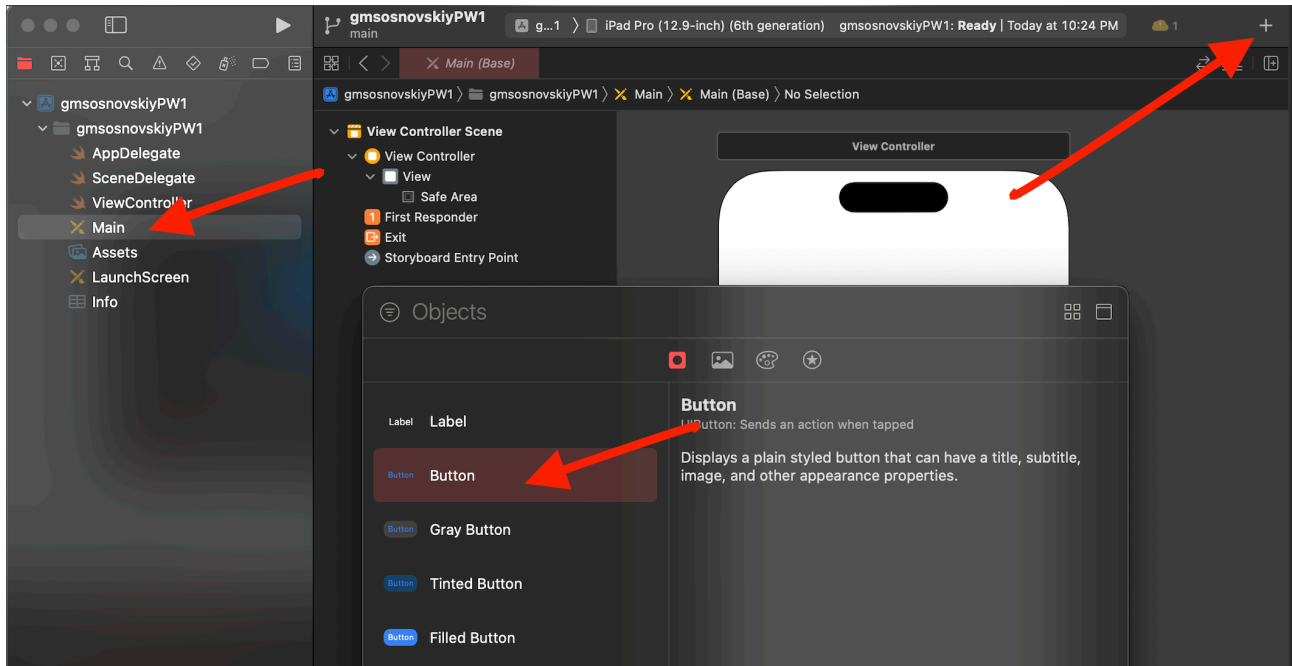 gmsosnovskiyPW1
main
g...1 〉 iPad Pro (12.9-inch) (6th generation) gmsosnovskiyPW1: Ready | Today at 10:24 PM
1
Main (Base)
gmsosnovskiyPW1 〉 gmsosnovskiyPW1 〉 Main 〉 Main (Base) 〉 No Selection
gmsosnovskiyPW1
gmsosnovskiyPW1
AppDelegate
SceneDelegate
ViewController
Main
Assets
LaunchScreen
Info
View Controller Scene
View Controller
View
Safe Area
1 First Responder
Exit
Storyboard Entry Point
View Controller
Objects
Label Label
Button Button
Button Gray Button
Button Tinted Button
Button Filled Button
Button
UIButton: Sends an action when tapped
Displays a plain styled button that can have a title, subtitle,
image, and other appearance properties.